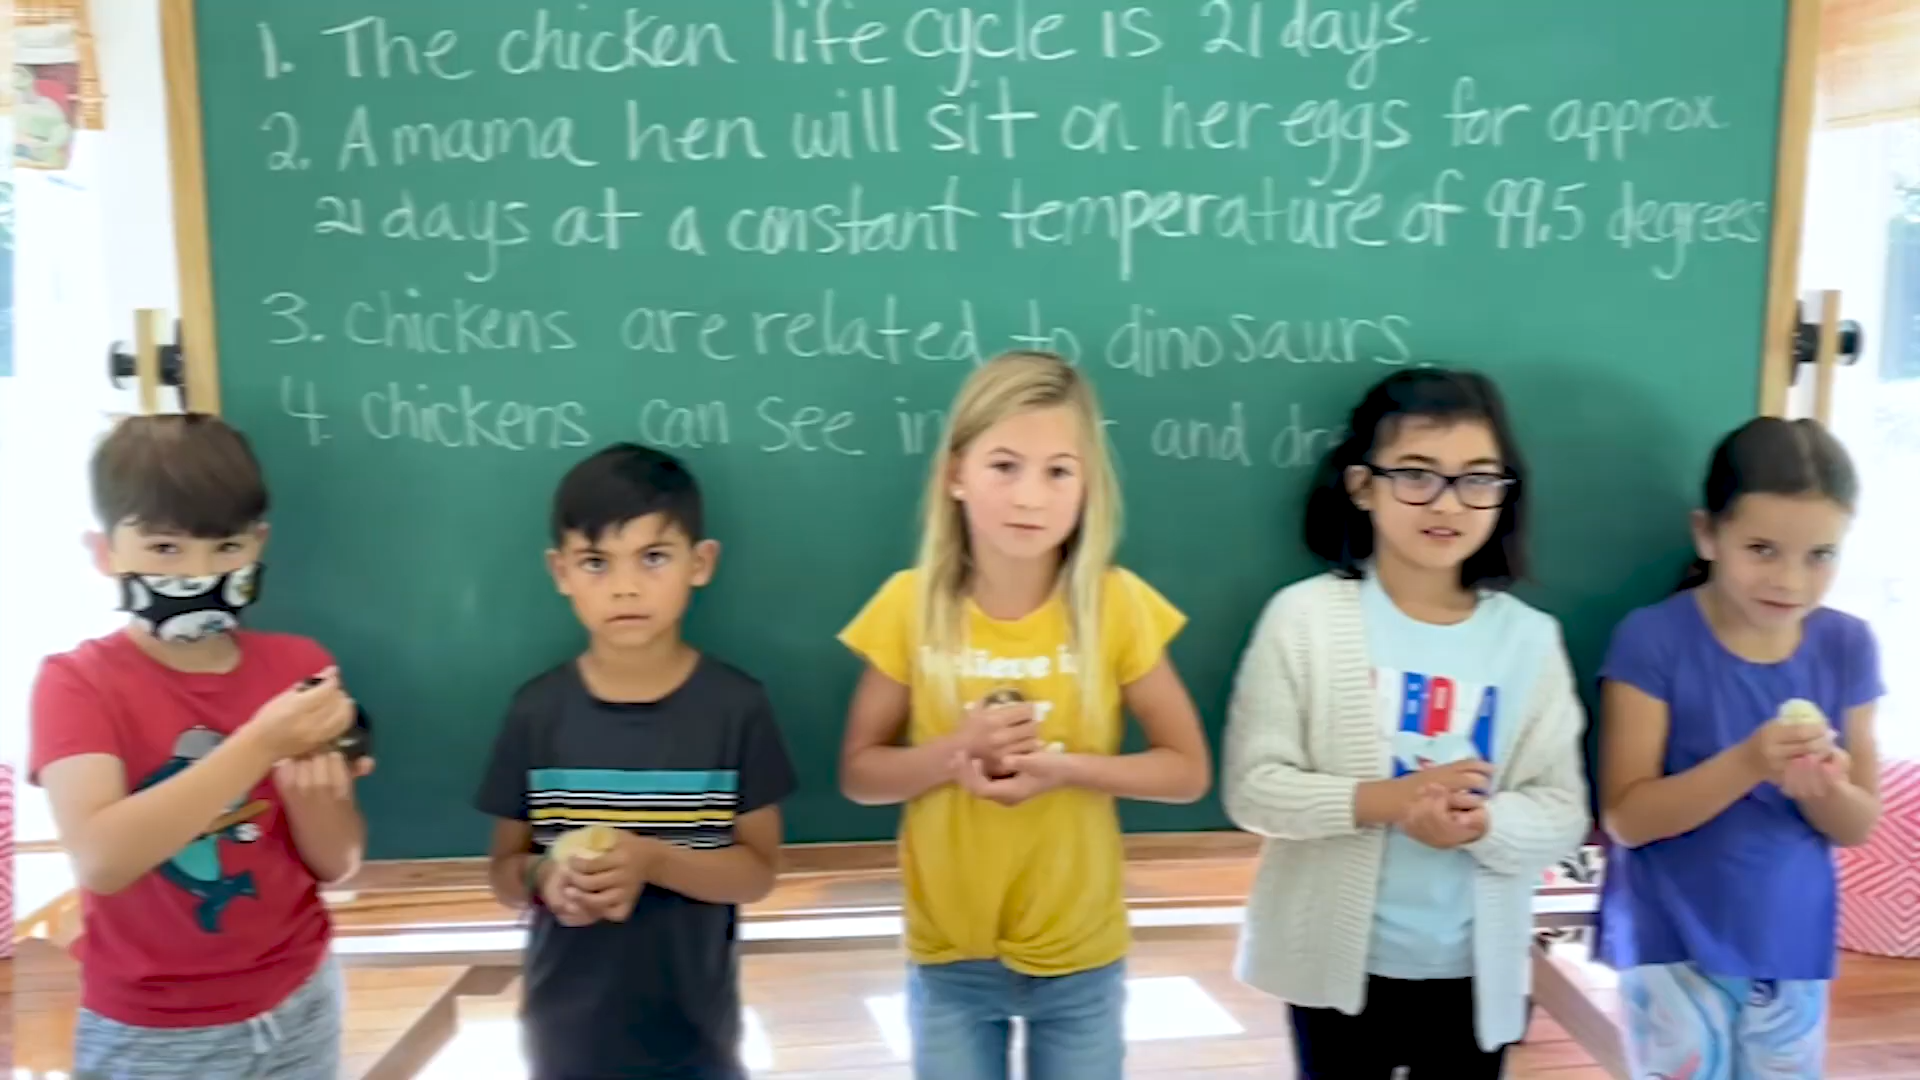 1. The chicken life cycle is 21 days.
2. A mama hen will sit on her eggs for approx
21 days at a constant temperature of 99.5 degrees
3. chickens are related to dinosaurs.
4. chickens can see in and